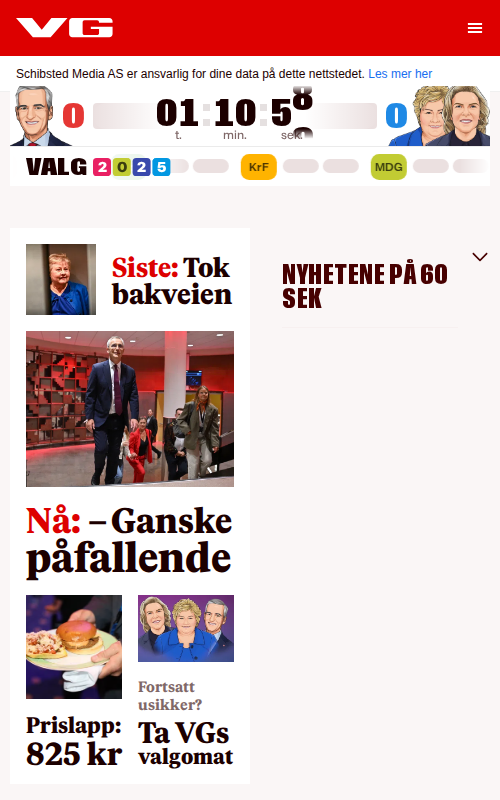 VG
Schibsted Media AS er ansvarlig for dine data på dette nettstedet. Les mer her
0 01:10:5 0
t. min. sek.
VALG 2025 KrF MDG
Siste: Tok
bakveien
NYHETENE PÅ 60
SEK
Nå: – Ganske
påfallende
Prislapp:
825 kr
Fortsatt
usikker?
Ta VGs
valgomat